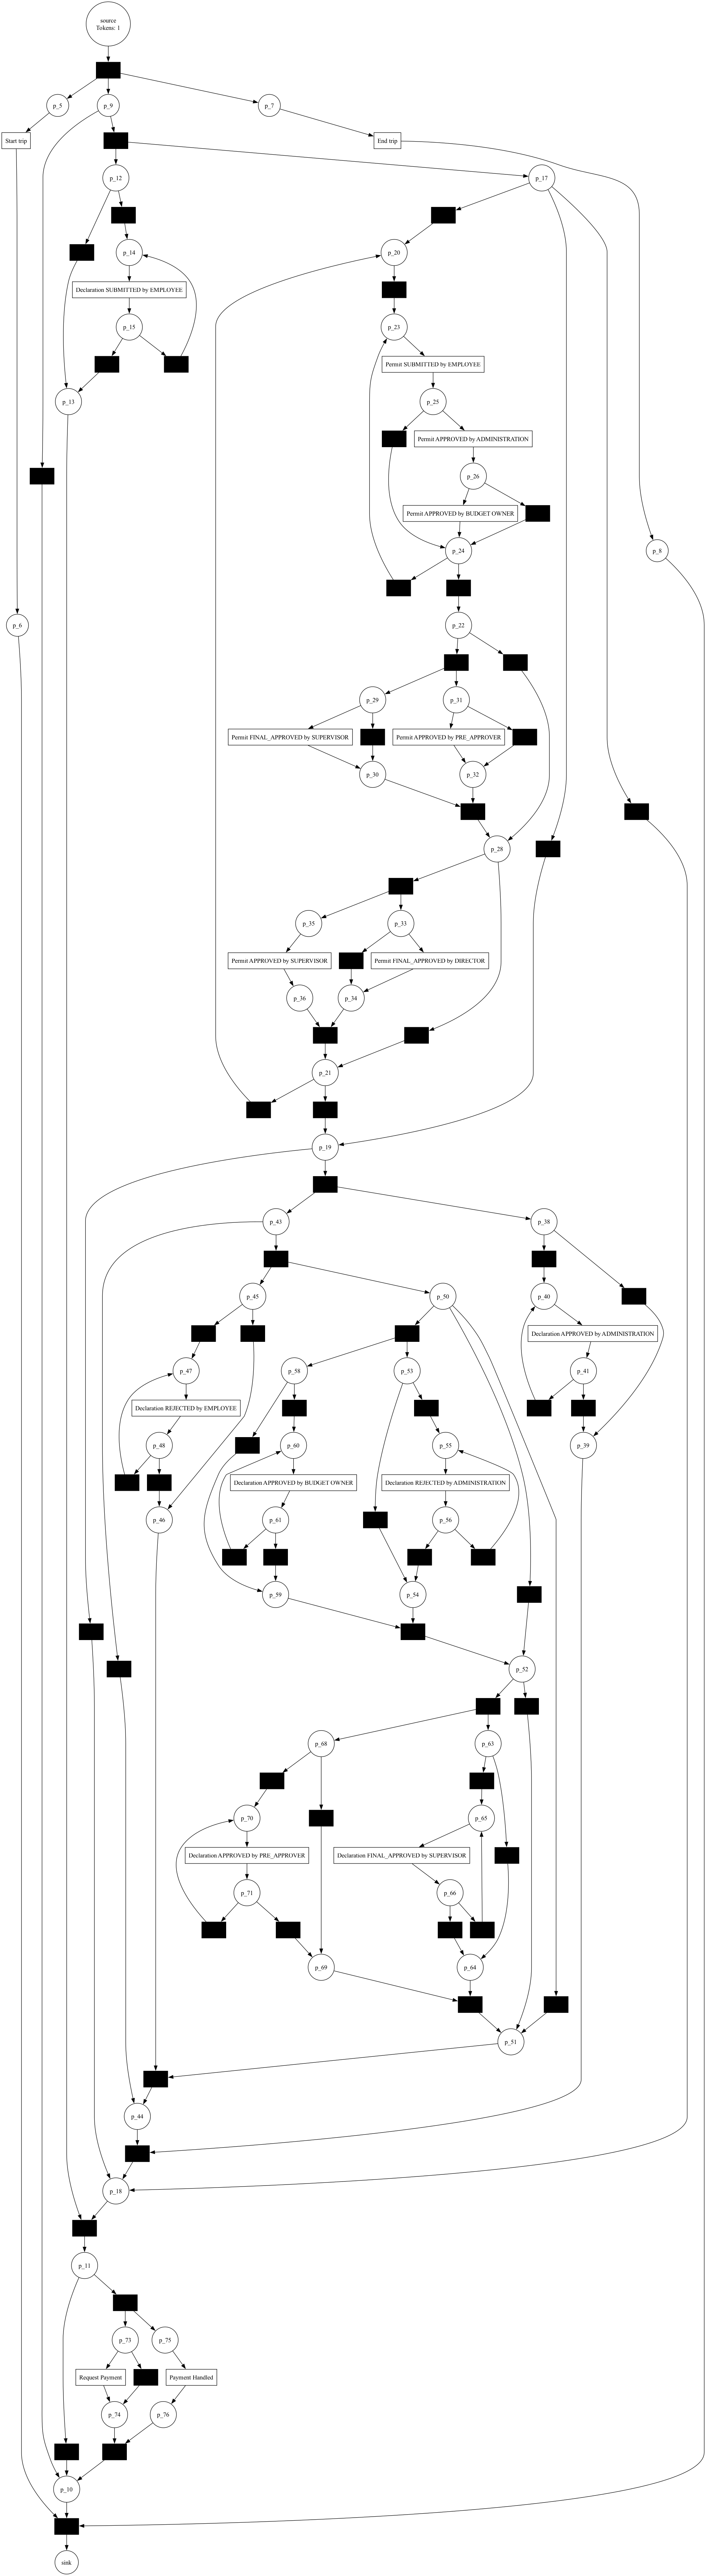 source
Tokens: 1
p_5
p_9
p_7
Start trip
End trip
p_12
p_17
p_14
p_20
Declaration SUBMITTED by EMPLOYEE
p_15
p_23
Permit SUBMITTED by EMPLOYEE
p_13
p_25
Permit APPROVED by ADMINISTRATION
p_26
Permit APPROVED by BUDGET OWNER
p_24
p_8
p_6
p_22
p_29
p_31
Permit FINAL_APPROVED by SUPERVISOR
Permit APPROVED by PRE_APPROVER
p_30
p_32
p_28
p_35
p_33
Permit APPROVED by SUPERVISOR
Permit FINAL_APPROVED by DIRECTOR
p_36
p_34
p_21
p_19
p_43
p_38
p_45
p_50
p_40
Declaration APPROVED by ADMINISTRATION
p_47
p_58
p_53
p_41
Declaration REJECTED by EMPLOYEE
p_48
p_60
p_55
p_39
Declaration APPROVED by BUDGET OWNER
Declaration REJECTED by ADMINISTRATION
p_46
p_61
p_56
p_59
p_54
p_52
p_68
p_63
p_70
p_65
Declaration APPROVED by PRE_APPROVER
Declaration FINAL_APPROVED by SUPERVISOR
p_71
p_66
p_69
p_64
p_51
p_44
p_18
p_11
p_73
p_75
Request Payment
Payment Handled
p_74
p_76
p_10
sink